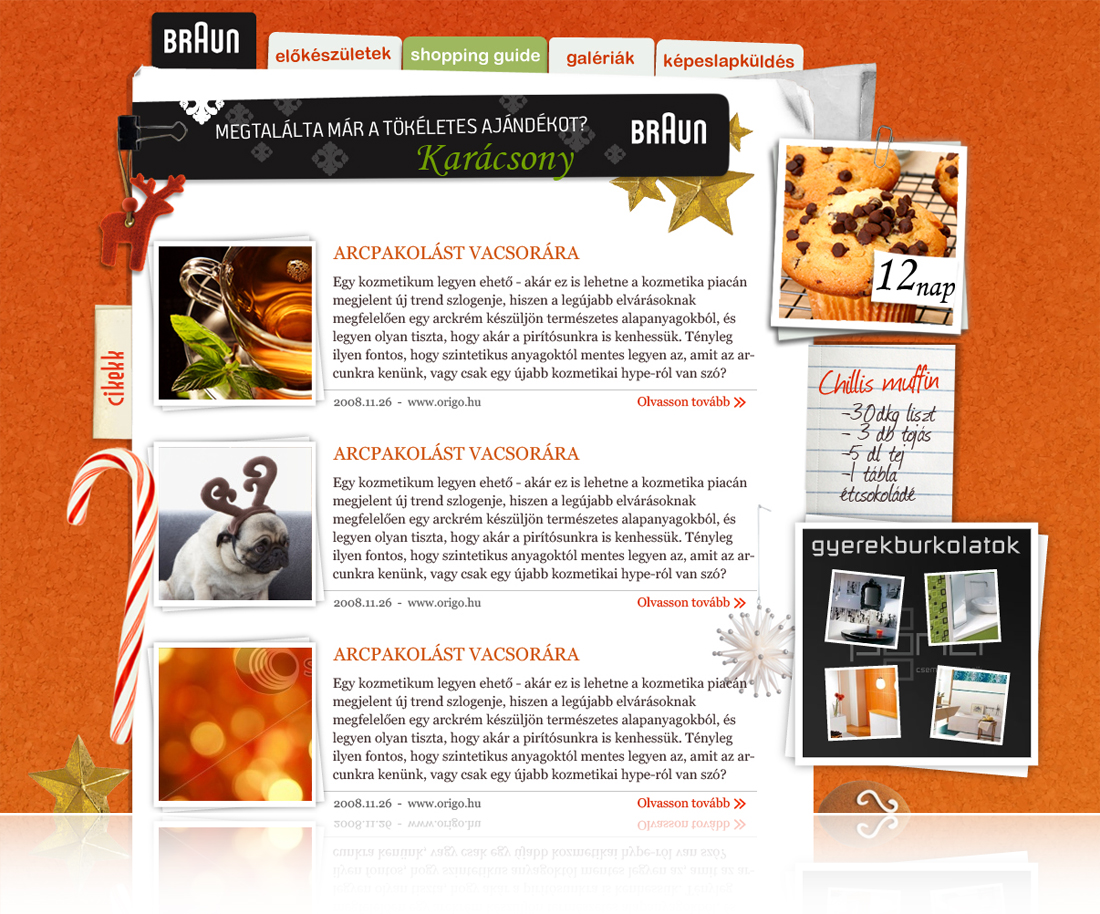 BRAUN
előkészületek
shopping guide
galériák
képeslapküldés
MEGTALÁLTA MÁR A TÖKÉLETES AJÁNDÉKOT?
Karácsony
BRAUN
12nap
cikekk
ARCPAKOLÁST VACSORÁRA
Egy kozmetikum legyen ehető - akár ez is lehetne a kozmetika piacán
megjelent új trend szlogenje, hiszen a legújabb elvárásoknak
megfelelően egy arckrém készüljön természetes alapanyagokból, és
legyen olyan tiszta, hogy akár a pirítósunkra is kenhessük. Tényleg
ilyen fontos, hogy szintetikus anyagoktól mentes legyen az, amit az ar-
cunkra kenünk, vagy csak egy újabb kozmetikai hype-ról van szó?
2008.11.26 - www.origo.hu
Olvasson tovább
Chillis muffin
-30dkg liszt
- 3 db tojás
-5 dl tej
-1 tábla
étcsokoládé
ARCPAKOLÁST VACSORÁRA
Egy kozmetikum legyen ehető - akár ez is lehetne a kozmetika piacán
megjelent új trend szlogenje, hiszen a legújabb elvárásoknak
megfelelően egy arckrém készüljön természetes alapanyagokból, és
legyen olyan tiszta, hogy akár a pirítósunkra is kenhessük. Tényleg
ilyen fontos, hogy szintetikus anyagoktól mentes legyen az, amit az ar-
cunkra kenünk, vagy csak egy újabb kozmetikai hype-ról van szó?
2008.11.26 - www.origo.hu
Olvasson tovább
gyerekburkolatok
ARCPAKOLÁST VACSORÁRA
Egy kozmetikum legyen ehető - akár ez is lehetne a kozmetika piacán
megjelent új trend szlogenje, hiszen a legújabb elvárásoknak
megfelelően egy arckrém készüljön természetes alapanyagokból, és
legyen olyan tiszta, hogy akár a pirítósunkra is kenhessük. Tényleg
ilyen fontos, hogy szintetikus anyagoktól mentes legyen az, amit az ar-
cunkra kenünk, vagy csak egy újabb kozmetikai hype-ról van szó?
2008.11.26 - www.origo.hu
Olvasson tovább